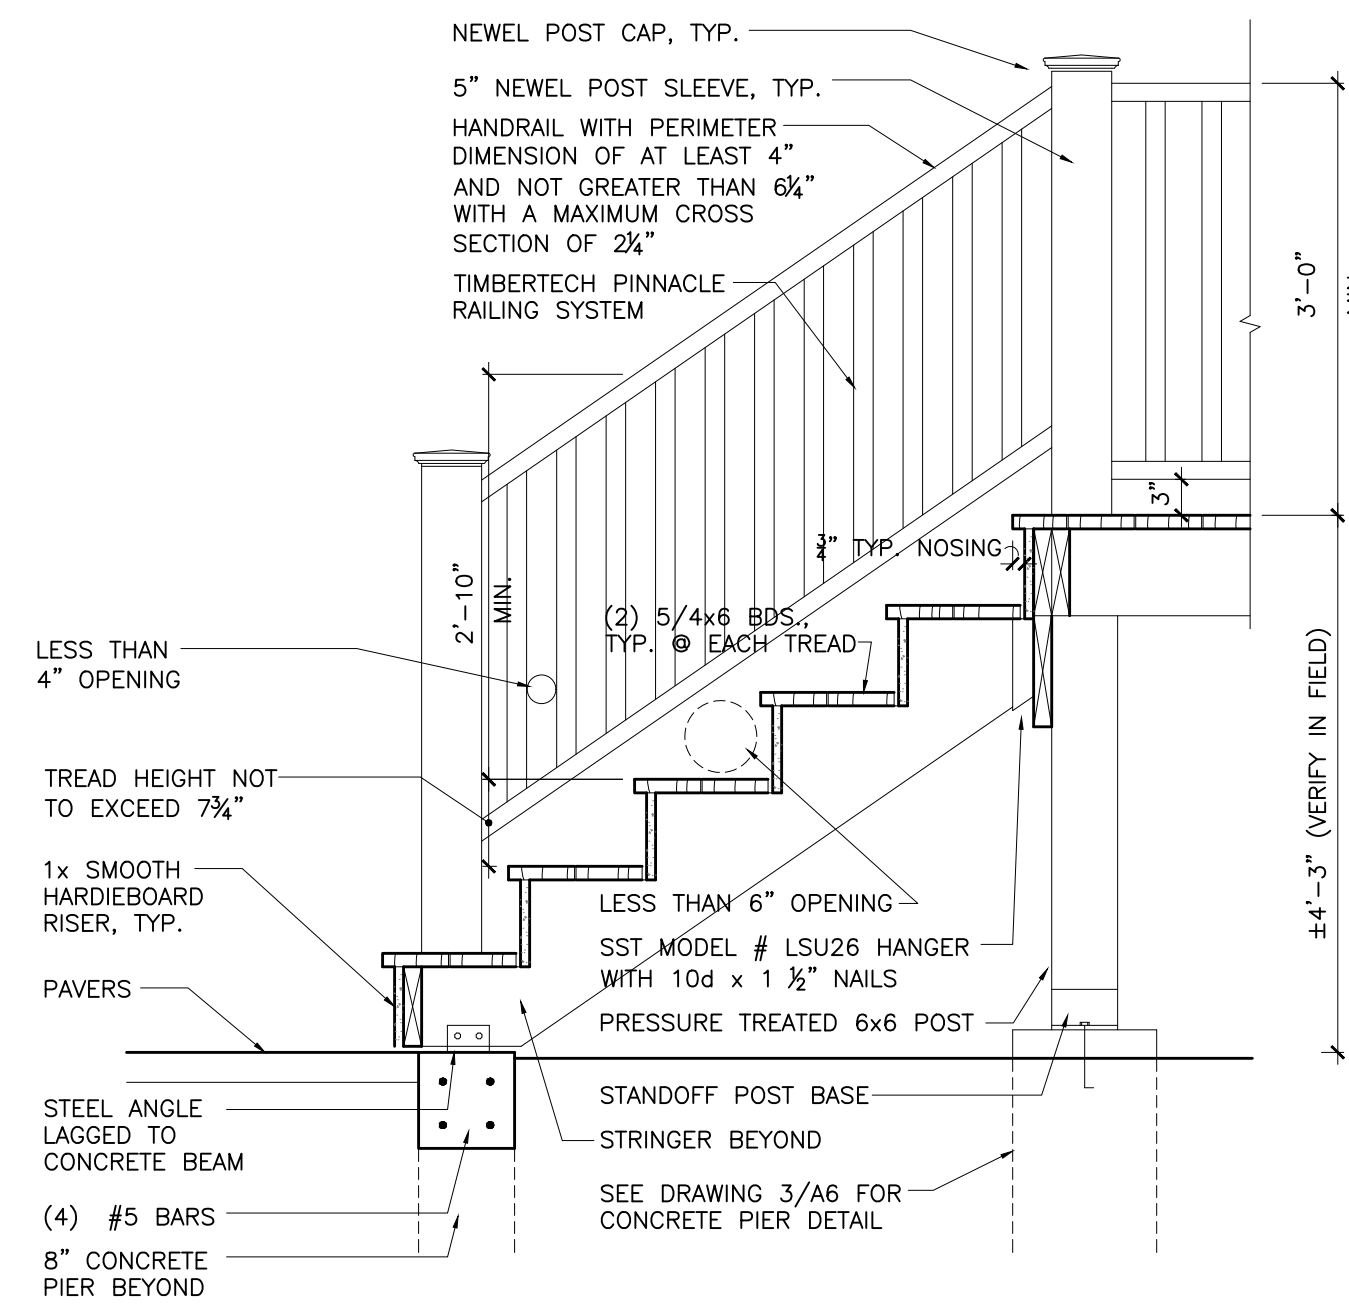 NEWEL POST CAP, TYP.
5” NEWEL POST SLEEVE, TYP.
HANDRAIL WITH PERIMETER
DIMENSION OF AT LEAST 4”
AND NOT GREATER THAN 6¼”
WITH A MAXIMUM CROSS
SECTION OF 2¼”
TIMBERTECH PINNACLE
RAILING SYSTEM
3’-0”
3”
¾” TYP. NOSING
2’-10”
MIN.
(2) 5/4x6 BDS.,
TYP. @ EACH TREAD
LESS THAN
4” OPENING
TREAD HEIGHT NOT
TO EXCEED 7¾”
1x SMOOTH
HARDIEBOARD
RISER, TYP.
PAVERS
±4’-3” (VERIFY IN FIELD)
LESS THAN 6” OPENING
SST MODEL # LSU26 HANGER
WITH 10d x 1 ½” NAILS
PRESSURE TREATED 6x6 POST
STANDOFF POST BASE
STRINGER BEYOND
SEE DRAWING 3/A6 FOR
CONCRETE PIER DETAIL
STEEL ANGLE
LAGGED TO
CONCRETE BEAM
(4) #5 BARS
8” CONCRETE
PIER BEYOND